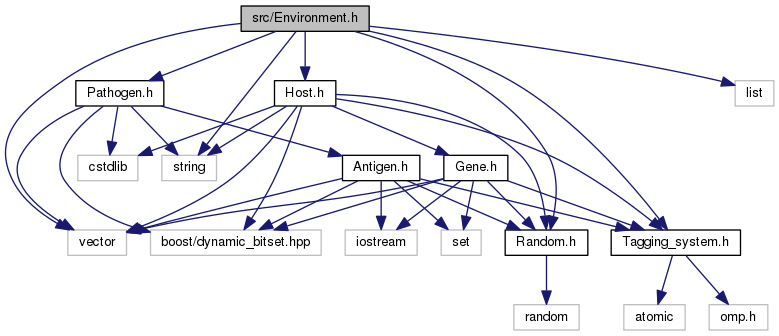 src/Environment.h
Pathogen.h
Host.h
list
cstdlib
string
Antigen.h
Gene.h
vector
boost/dynamic_bitset.hpp
iostream
set
Random.h
Tagging_system.h
random
atomic
omp.h